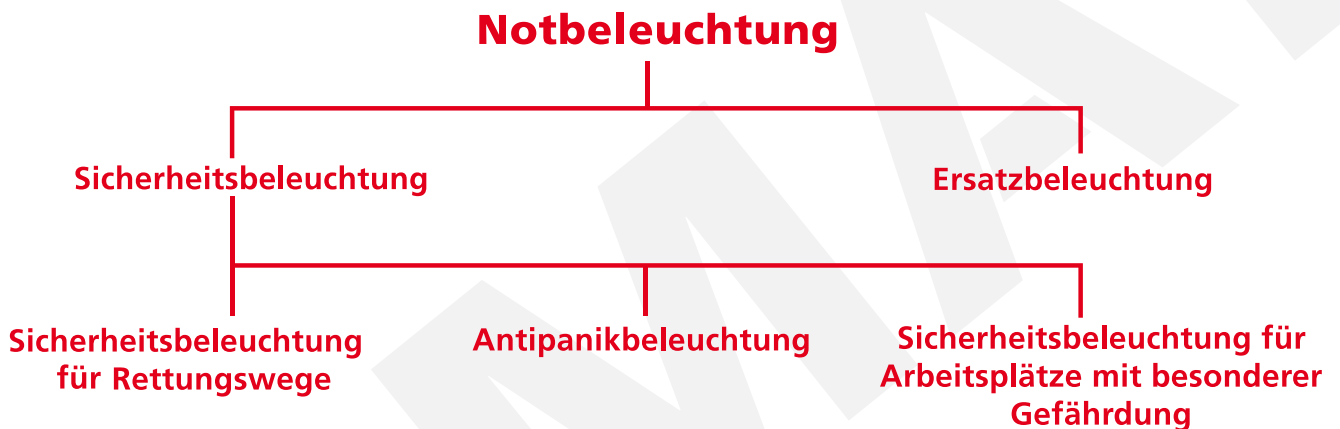 Notbeleuchtung
Sicherheitsbeleuchtung
Ersatzbeleuchtung
Sicherheitsbeleuchtung
für Rettungswege
Antipanikbeleuchtung
Sicherheitsbeleuchtung für
Arbeitsplätze mit besonderer
Gefährdung